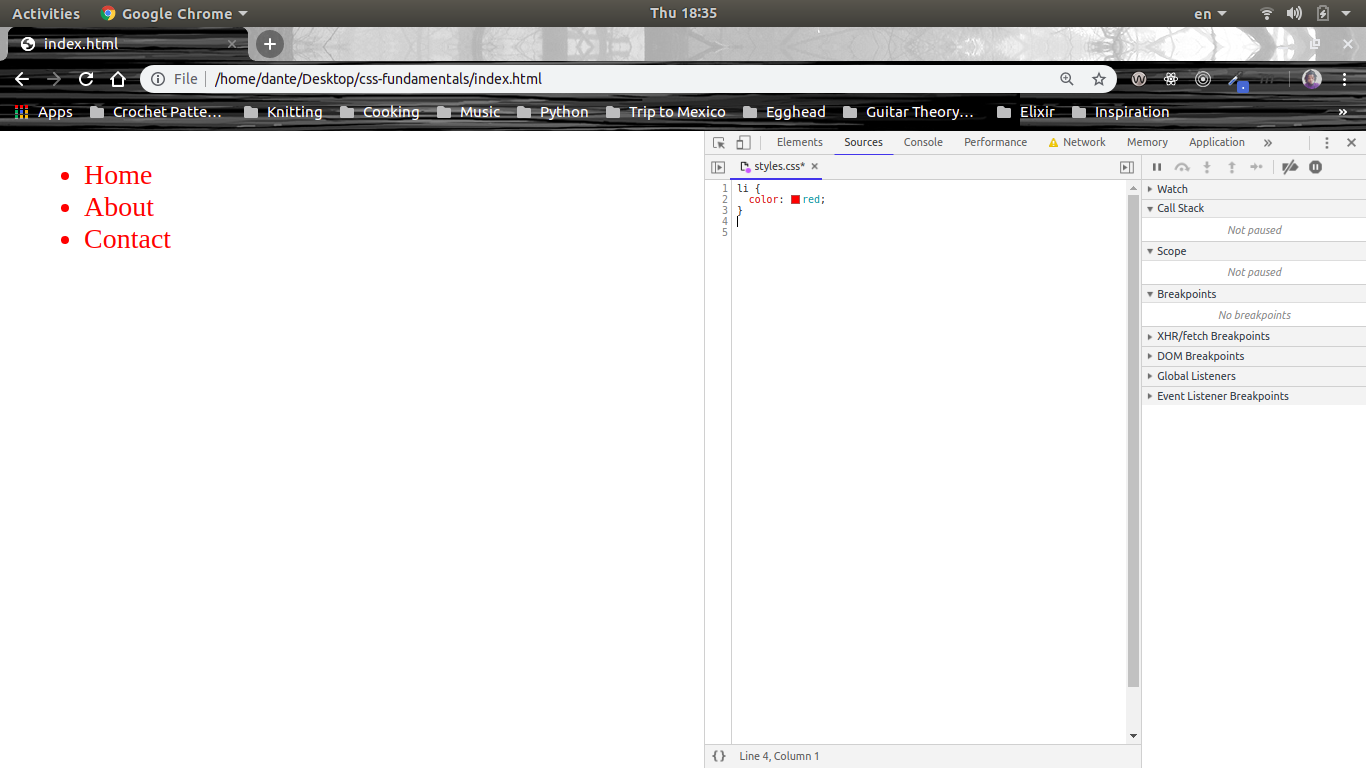 Activities Google Chrome Thu 18:35 en
index.html
File /home/dante/Desktop/css-fundamentals/index.html
Apps Crochet Patte… Knitting Cooking Music Python Trip to Mexico Egghead Guitar Theory… Elixir Inspiration »
Home
About
Contact
Elements Sources Console Performance Network Memory Application »
styles.css*
1 li {
2 color: red;
3 }
4
5
{} Line 4, Column 1
Watch
Call Stack
Not paused
Scope
Not paused
Breakpoints
No breakpoints
XHR/fetch Breakpoints
DOM Breakpoints
Global Listeners
Event Listener Breakpoints